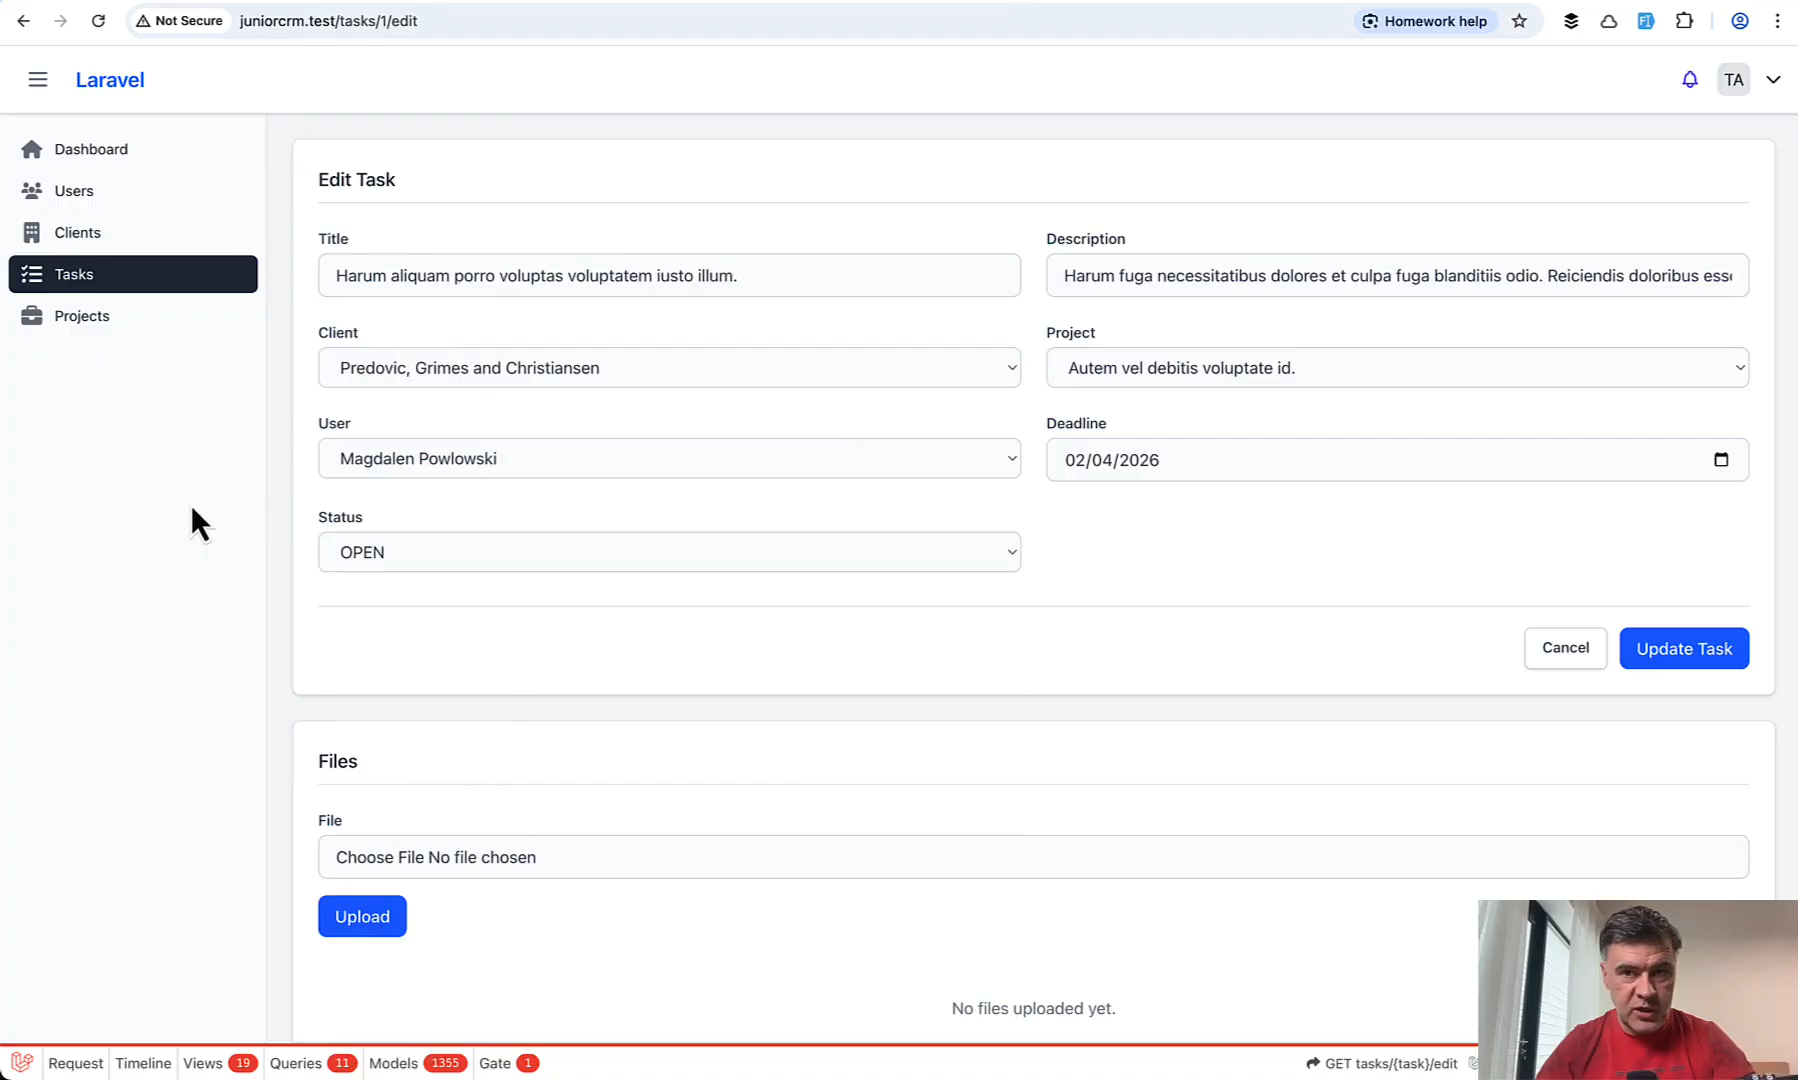 Not Secure juniorcrm.test/tasks/1/edit Homework help
Laravel TA
Dashboard
Users
Clients
Tasks
Projects
Edit Task
Title Description
Harum aliquam porro voluptas voluptatem iusto illum. Harum fuga necessitatibus dolores et culpa fuga blanditiis odio. Reiciendis doloribus esse
Client Project
Predovic, Grimes and Christiansen Autem vel debitis voluptate id.
User Deadline
Magdalen Powlowski 02/04/2026
Status
OPEN
Cancel Update Task
Files
File
Choose File No file chosen
Upload
No files uploaded yet.
Request Timeline Views 19 Queries 11 Models 1355 Gate 1 GET tasks/{task}/edit